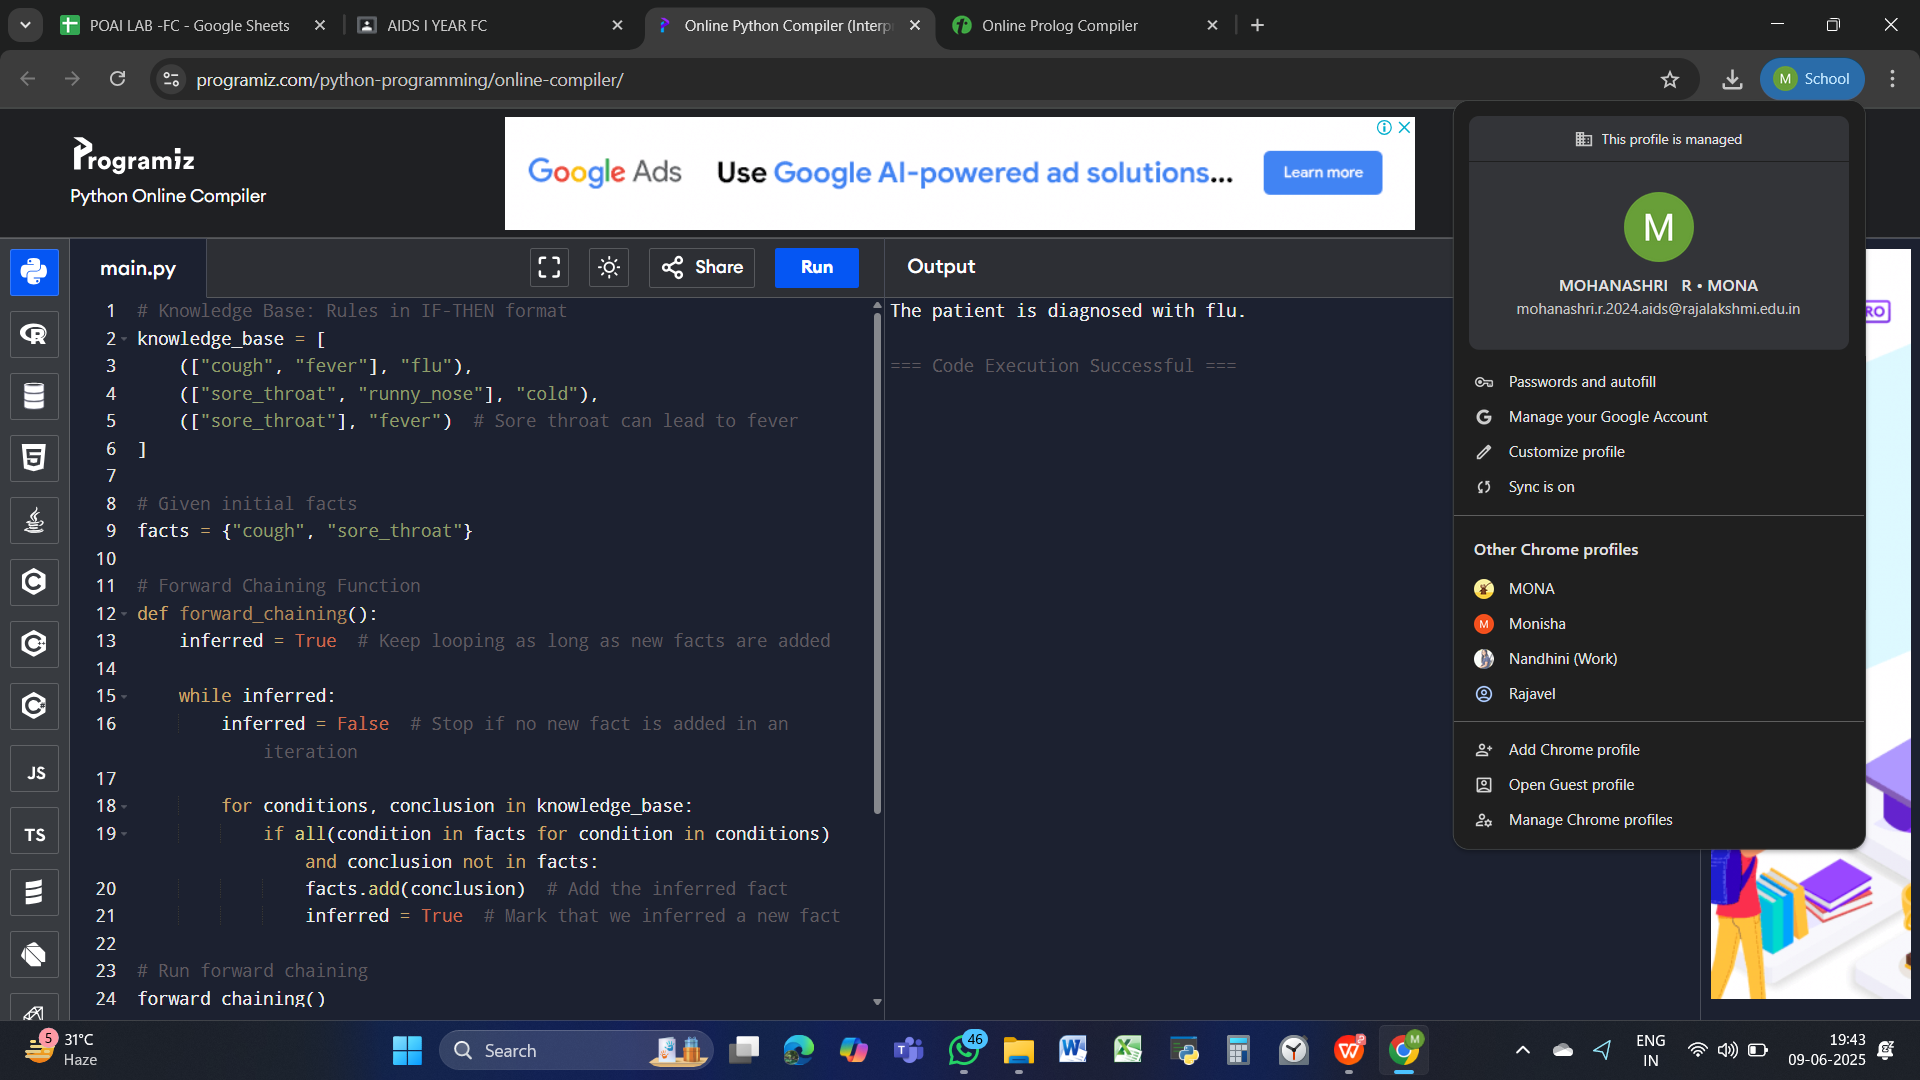 POAI LAB -FC - Google Sheets
AIDS I YEAR FC
Online Python Compiler (Interp
Online Prolog Compiler
programiz.com/python-programming/online-compiler/
M School
Programiz
Python Online Compiler
Google Ads
Use Google AI-powered ad solutions...
Learn more
This profile is managed
M
MOHANASHRI R • MONA
mohanashri.r.2024.aids@rajalakshmi.edu.in
Passwords and autofill
Manage your Google Account
Customize profile
Sync is on
Other Chrome profiles
MONA
M Monisha
Nandhini (Work)
Rajavel
Add Chrome profile
Open Guest profile
Manage Chrome profiles
RO
main.py
Share
Run
Output
1 # Knowledge Base: Rules in IF-THEN format
2 knowledge_base = [
3 (["cough", "fever"], "flu"),
4 (["sore_throat", "runny_nose"], "cold"),
5 (["sore_throat"], "fever") # Sore throat can lead to fever
6 ]
7
8 # Given initial facts
9 facts = {"cough", "sore_throat"}
10
11 # Forward Chaining Function
12 def forward_chaining():
13 inferred = True # Keep looping as long as new facts are added
14
15 while inferred:
16 inferred = False # Stop if no new fact is added in an
iteration
17
18 for conditions, conclusion in knowledge_base:
19 if all(condition in facts for condition in conditions)
and conclusion not in facts:
20 facts.add(conclusion) # Add the inferred fact
21 inferred = True # Mark that we inferred a new fact
22
23 # Run forward chaining
24 forward_chaining()
The patient is diagnosed with flu.
=== Code Execution Successful ===
R
5
JS
TS
C
C
C
5
31°C
Haze
Search
46
M
ENG
IN
19:43
09-06-2025